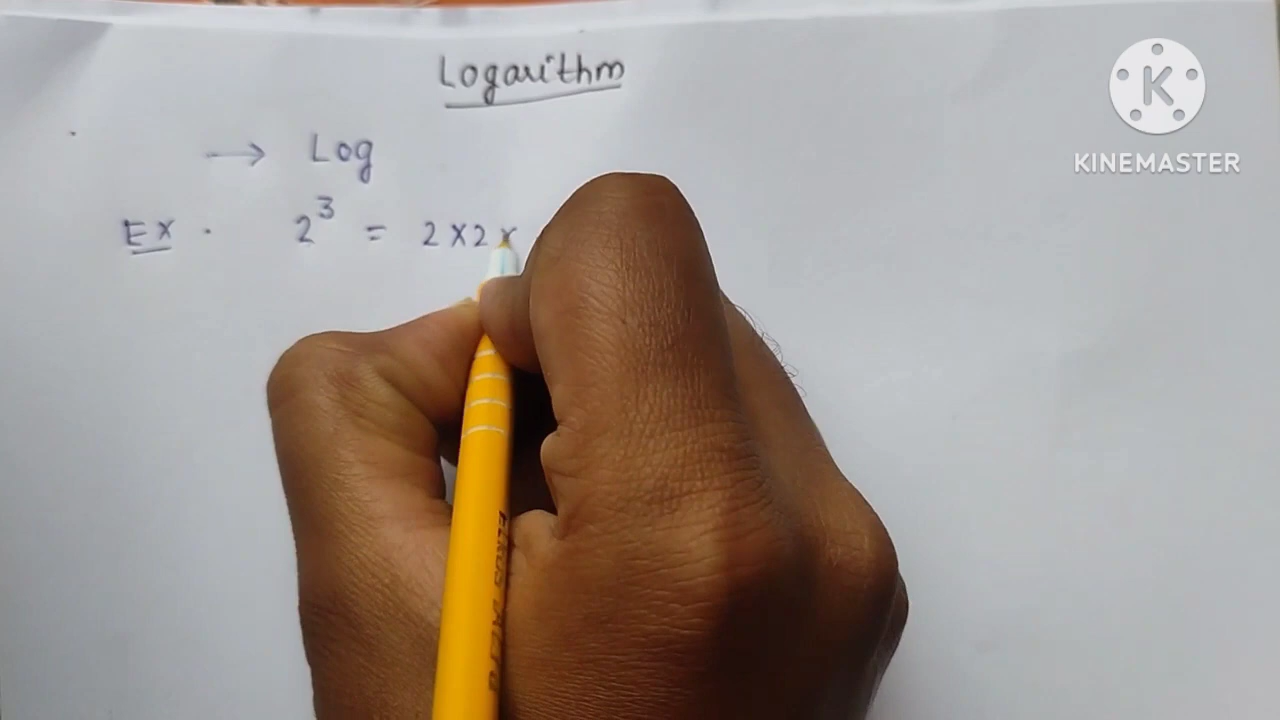 Logarithm
→ Log
Ex . 2³ = 2×2×
K
KINEMASTER